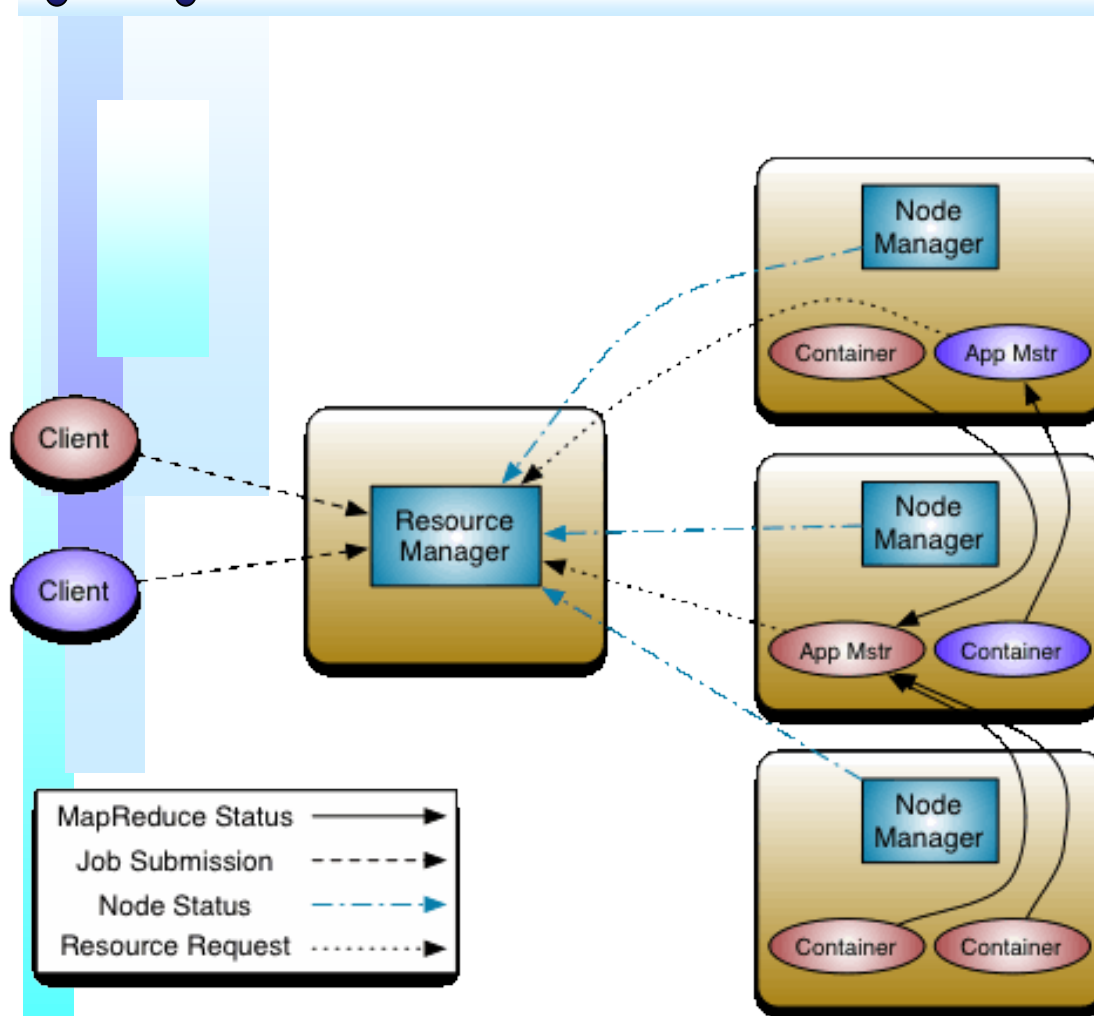 Node
Manager
Container
App Mstr
Client
Resource
Manager
Node
Manager
Client
App Mstr
Container
Node
Manager
MapReduce Status
Job Submission
Node Status
Resource Request
Container
Container